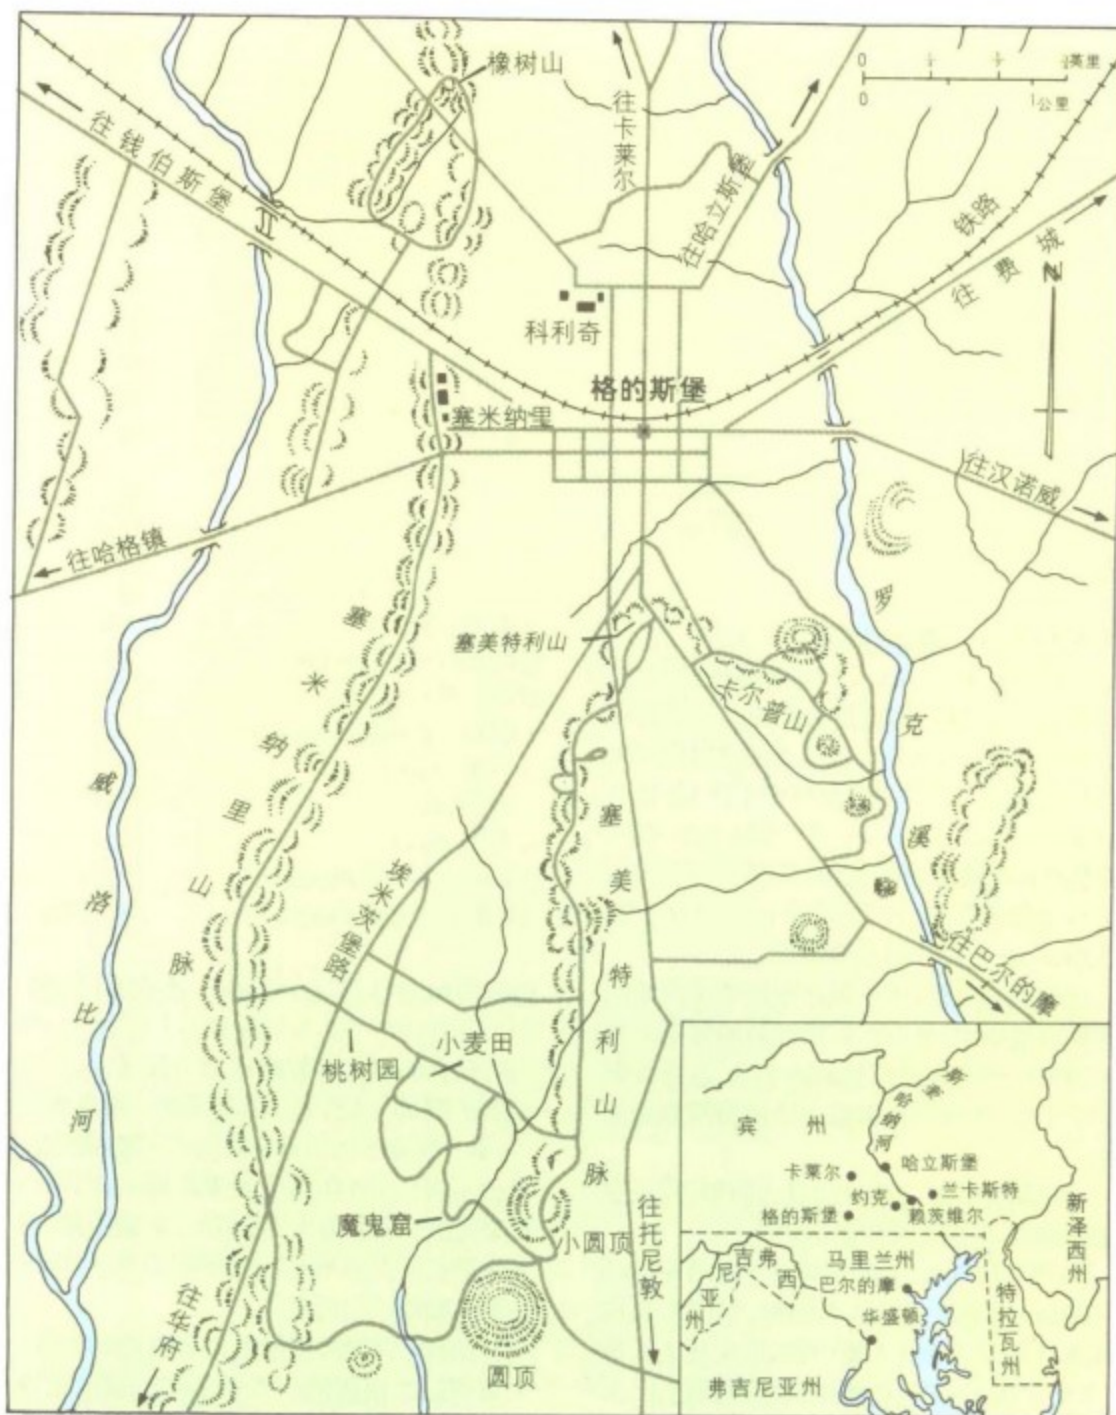 橡树山
往卡莱尔
0
英里
0
1公里
往钱伯斯堡
往哈立斯堡
铁路
往费城
N
科利奇
格的斯堡
塞米纳里
往汉诺威
往哈格镇
罗克溪
塞美特利山
卡尔普山
塞米纳里山脉
威洛比河
埃米茨堡路
塞美特利山脉
往巴尔的摩
小麦田
桃树园
魔鬼窟
小圆顶
往托尼敦
往华府
圆顶
宾州
斯奎哈纳河
卡莱尔
哈立斯堡
约克
兰卡斯特
格的斯堡
赖茨维尔
新泽西州
马里兰州
西弗吉尼亚州
巴尔的摩
华盛顿
特拉瓦州
弗吉尼亚州